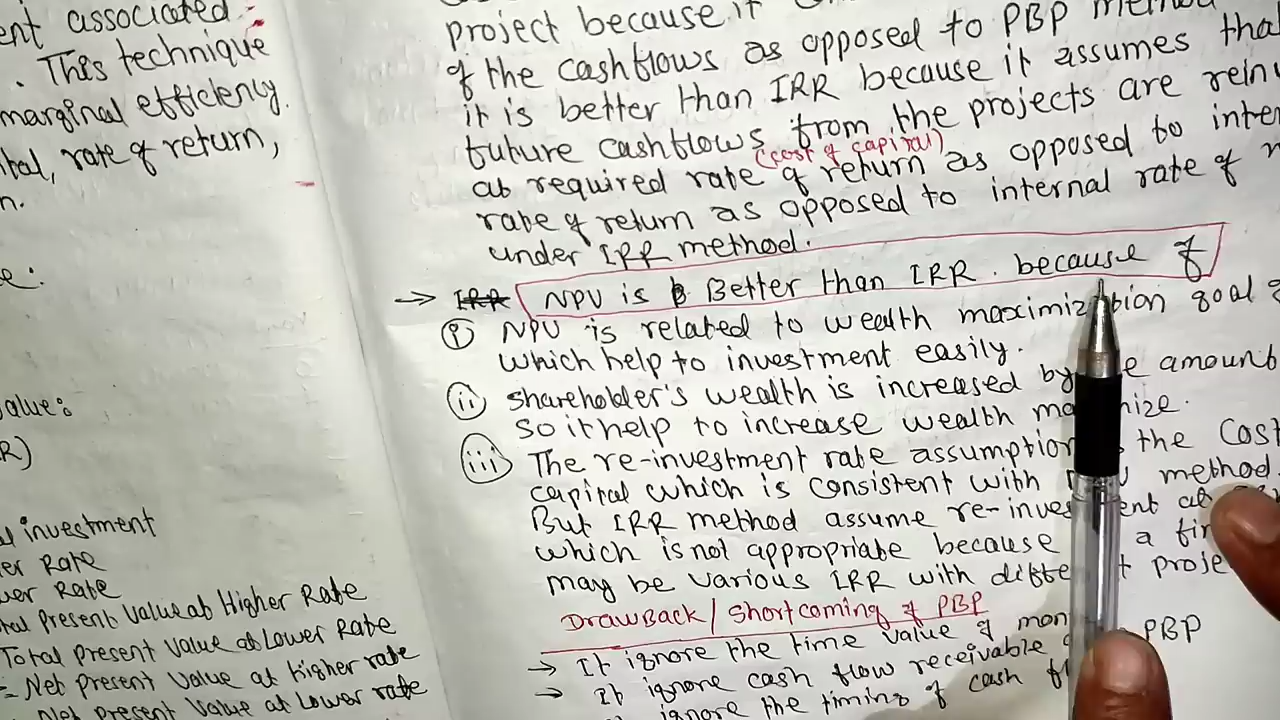 ent associated.
. This technique
marginal efficiency.
tal, rate of return,
n.
e:
alue:
R)
al investment
er Rate
wer Rate
tal Present Value at Higher Rate
Total Present Value at Lower Rate
= Net Present Value at Higher rate
Net Present Value at Lower rate
project because it
of the cashflows as opposed to PBP method
it is better than IRR because it assumes tha
future cashflows from the projects are rein
(cost of capital)
at required rate of return as opposed to inter
rate of return as opposed to internal rate of
under IRR method.
→ IRR NPV is B Better than IRR. because of
i NPV is related to wealth maximization goal
which help to investment easily.
ii shareholder's wealth is increased by amount
so it help to increase wealth
iii The re-investment rate assumption the Cost
capital which is consistent with method.
But IRR method assume
which is not appropriate because a fir
may be various IRR with proje
Drawback / Shortcoming of PBP
→ It ignore the time value of PBP
→ It ignore cash flow receivable
ignore the timing of cash